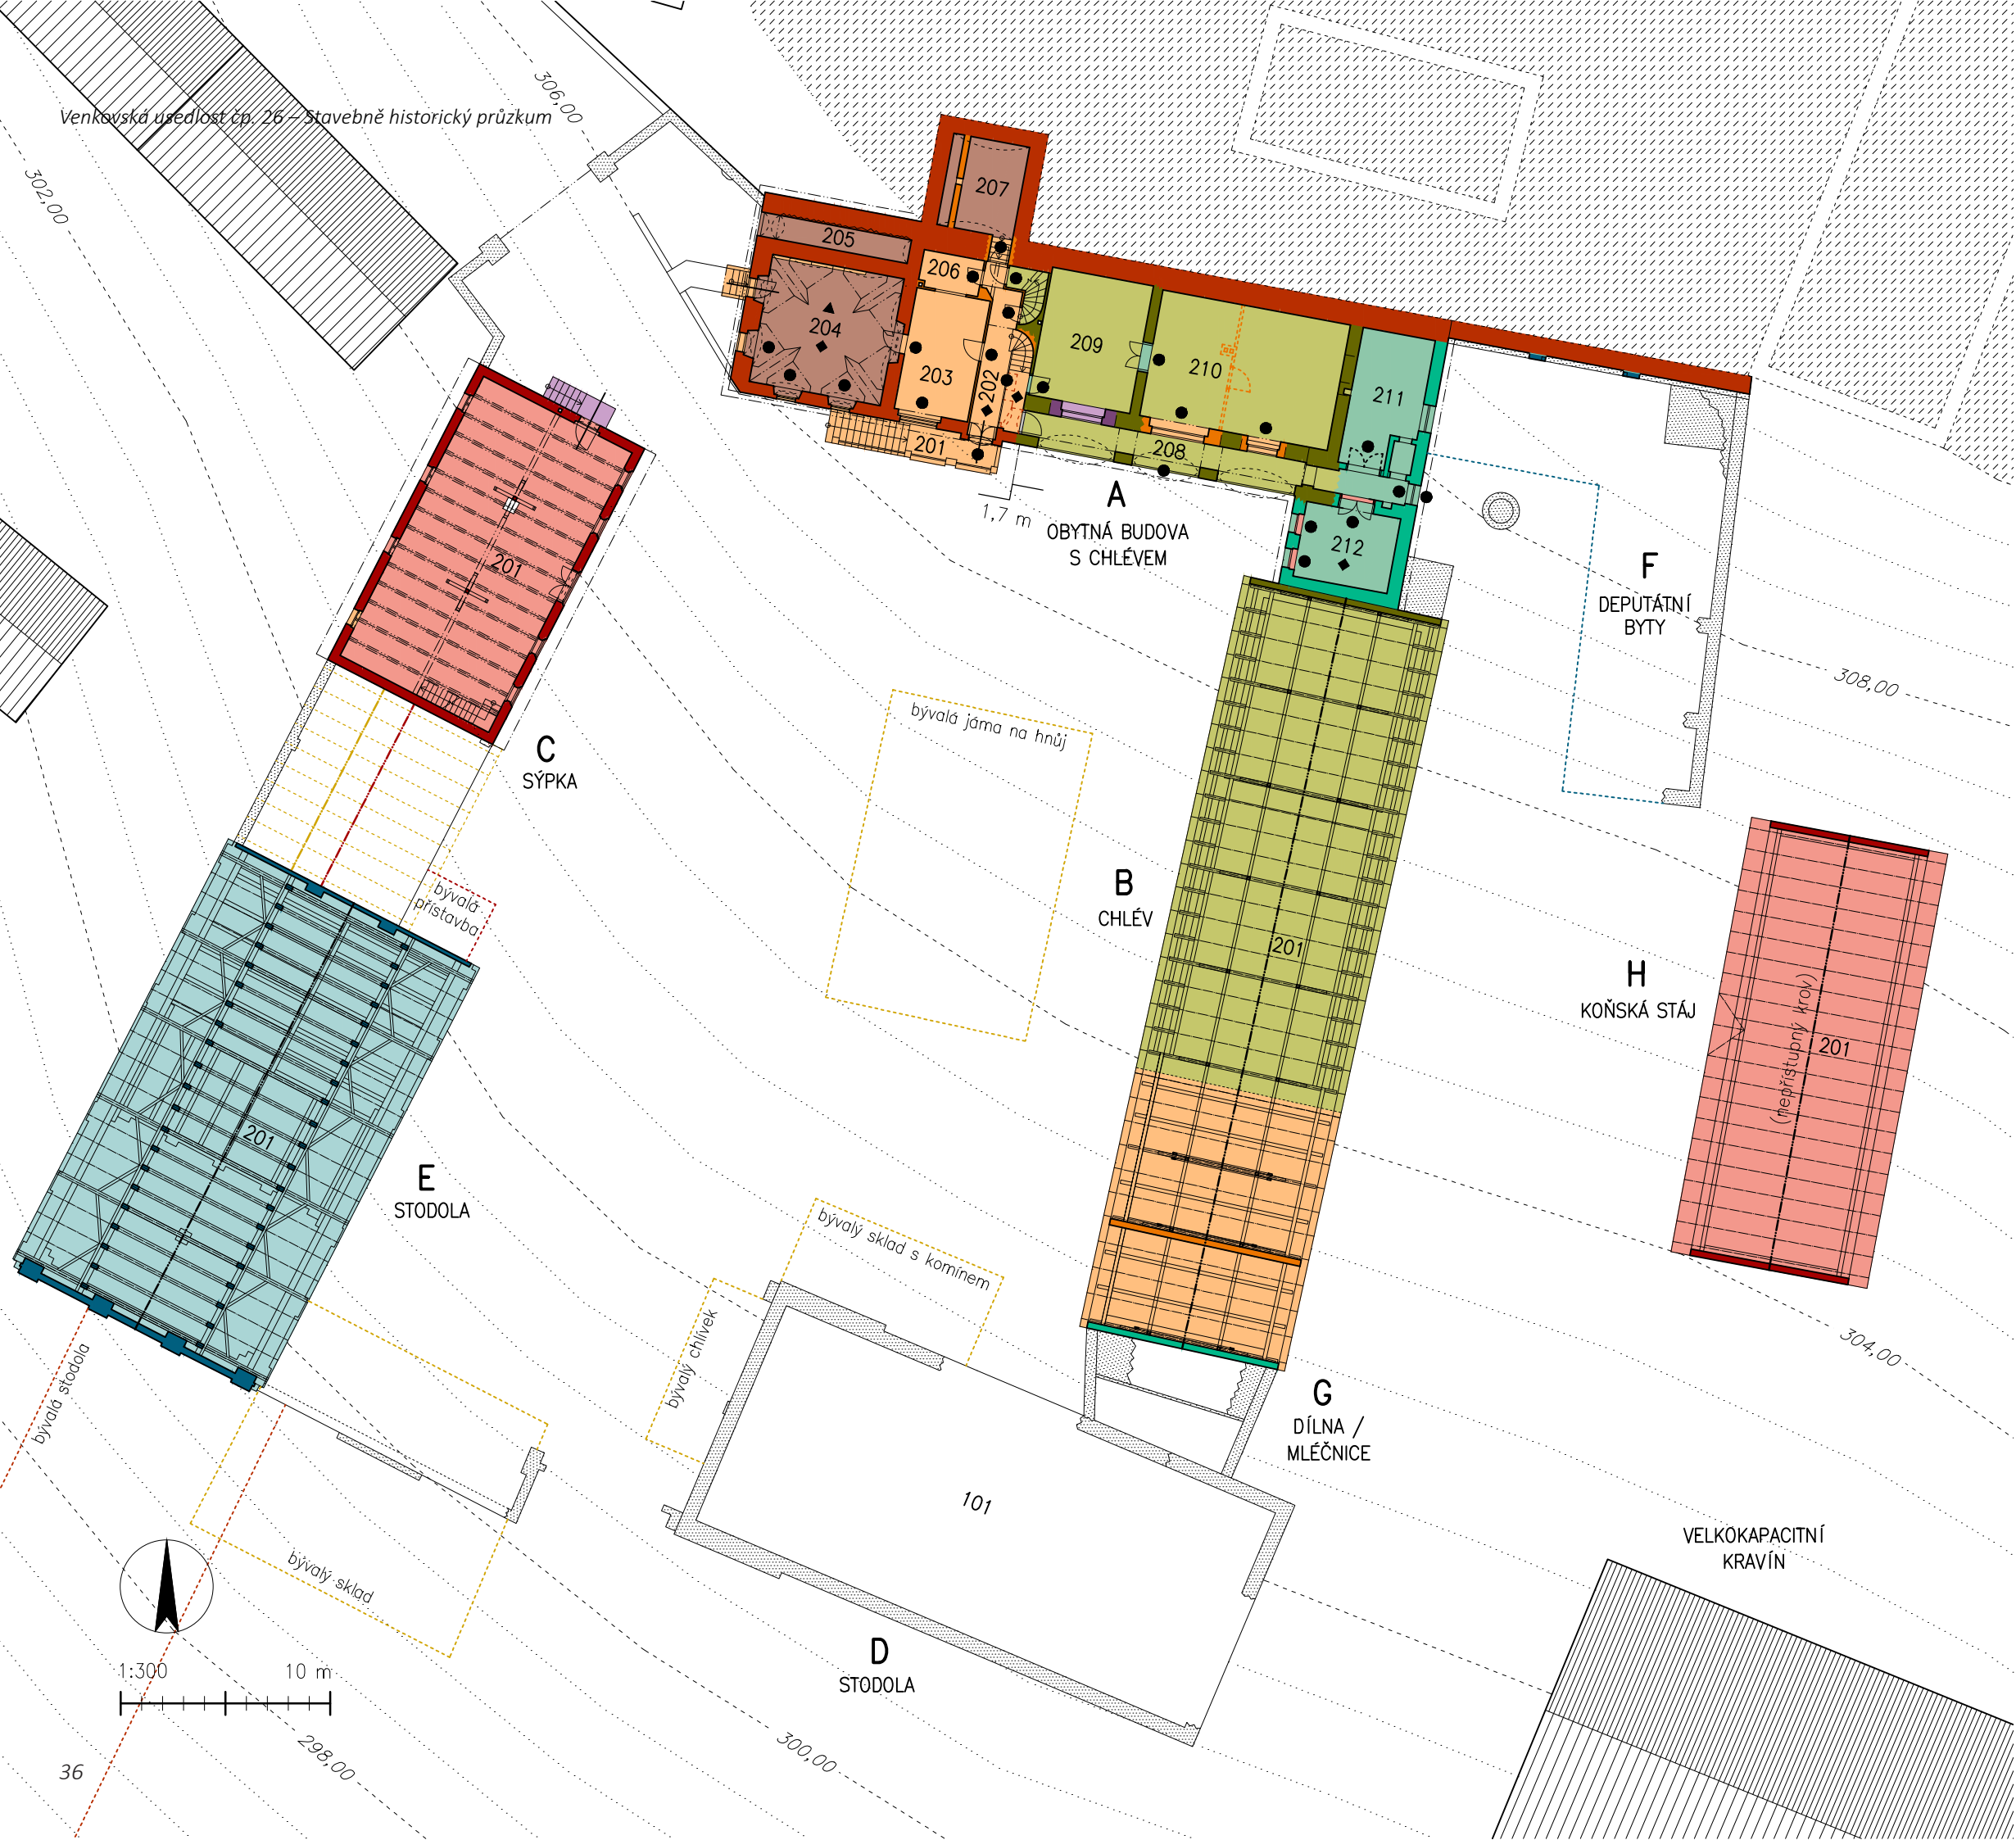 306,00
Venkovská usedlost čp. 26 – Stavebně historický průzkum
302,00
207
205
206
204
203
202
201
209
210
211
208
212
1,7 m
A
OBYTNÁ BUDOVA
S CHLÉVEM
F
DEPUTÁTNÍ
BYTY
201
308,00
C
SÝPKA
bývalá jáma na hnůj
bývalá
přístavba
B
CHLÉV
201
H
KOŇSKÁ STÁJ
(nepřístupný krov)
201
201
E
STODOLA
bývalý sklad s komínem
bývalý chlívek
bývalá stodola
304,00
G
DÍLNA /
MLÉČNICE
101
VELKOKAPACITNÍ
KRAVÍN
bývalý sklad
D
STODOLA
1:300
10 m
298,00
300,00
36